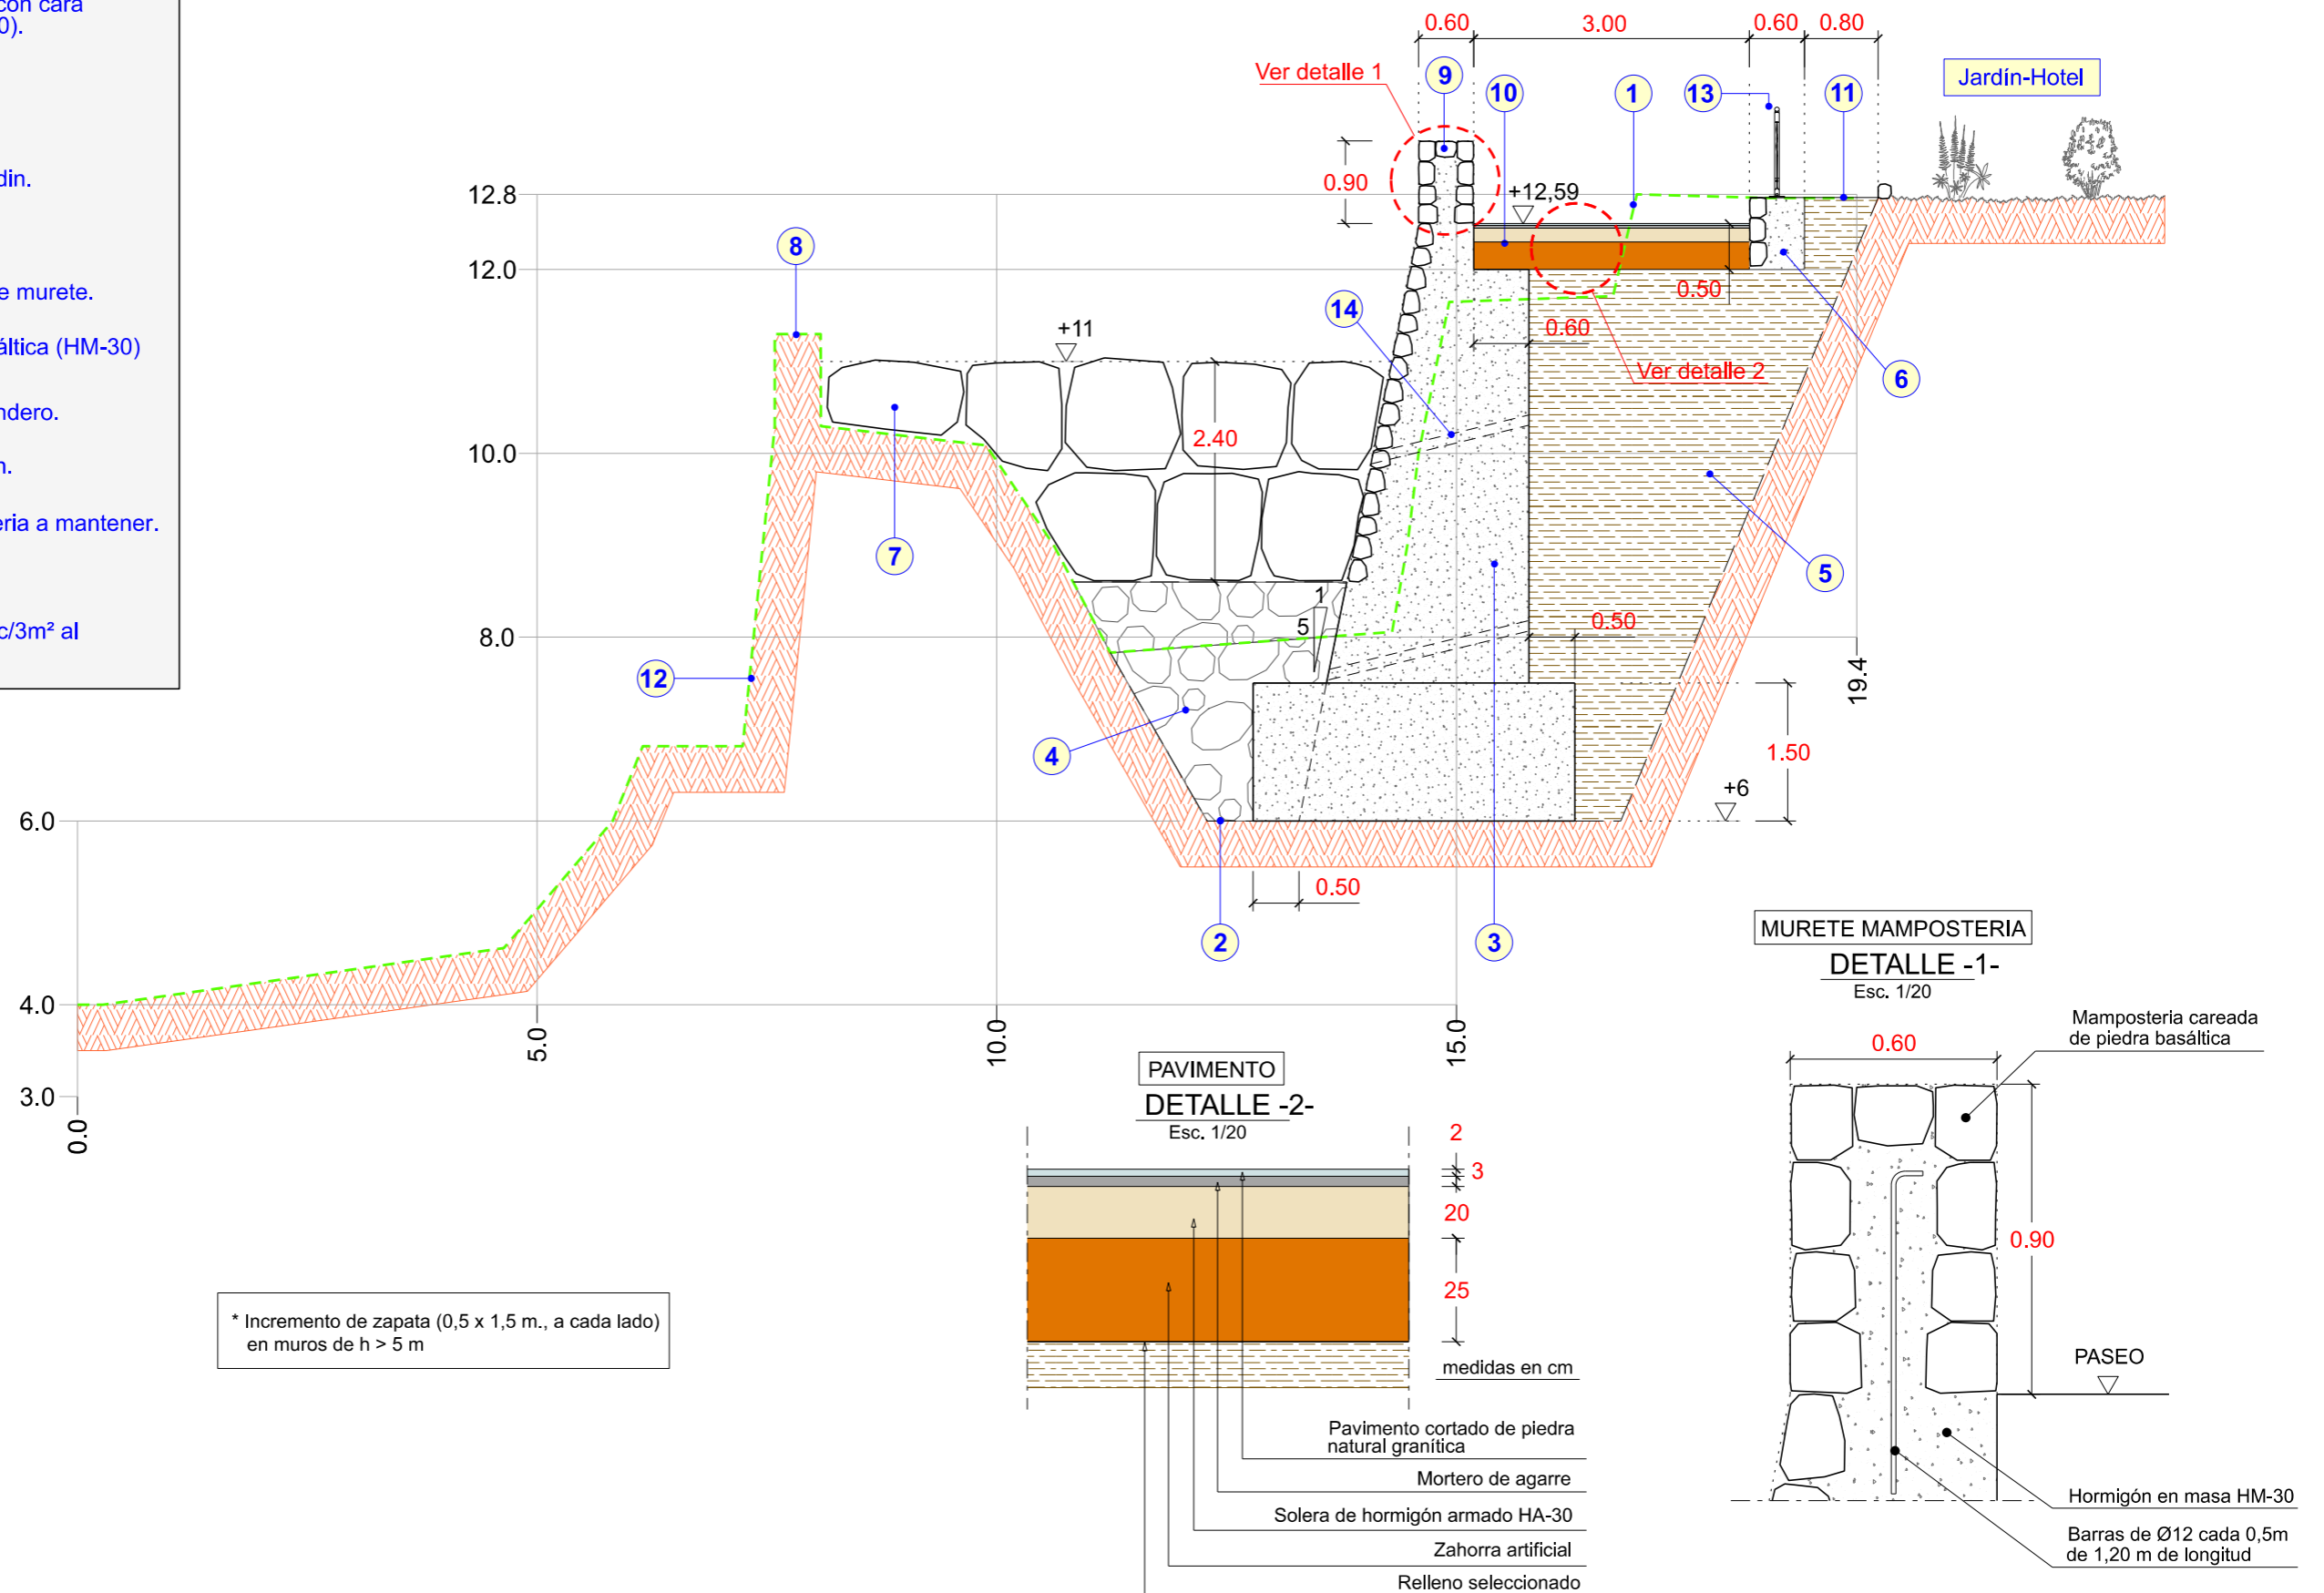 con cara
0).
din.
e murete.
áltica (HM-30)
ndero.
n.
eria a mantener.
c/3m² al
0.60
3.00
0.60
0.80
Ver detalle 1
9
10
1
13
11
Jardín-Hotel
0.90
+12,59
12.8
8
12.0
0.50
14
+11
0.60
Ver detalle 2
6
2.40
10.0
7
5
1
5
0.50
8.0
12
19.4
4
1.50
+6
6.0
0.50
2
3
4.0
5.0
10.0
15.0
3.0
0.0
MURETE MAMPOSTERIA
DETALLE -1-
Esc. 1/20
Mamposteria careada
de piedra basáltica
0.60
0.90
PASEO
Hormigón en masa HM-30
Barras de Ø12 cada 0,5m
de 1,20 m de longitud
PAVIMENTO
DETALLE -2-
Esc. 1/20
2
3
20
25
medidas en cm
Pavimento cortado de piedra
natural granítica
Mortero de agarre
Solera de hormigón armado HA-30
Zahorra artificial
Relleno seleccionado
* Incremento de zapata (0,5 x 1,5 m., a cada lado)
en muros de h > 5 m